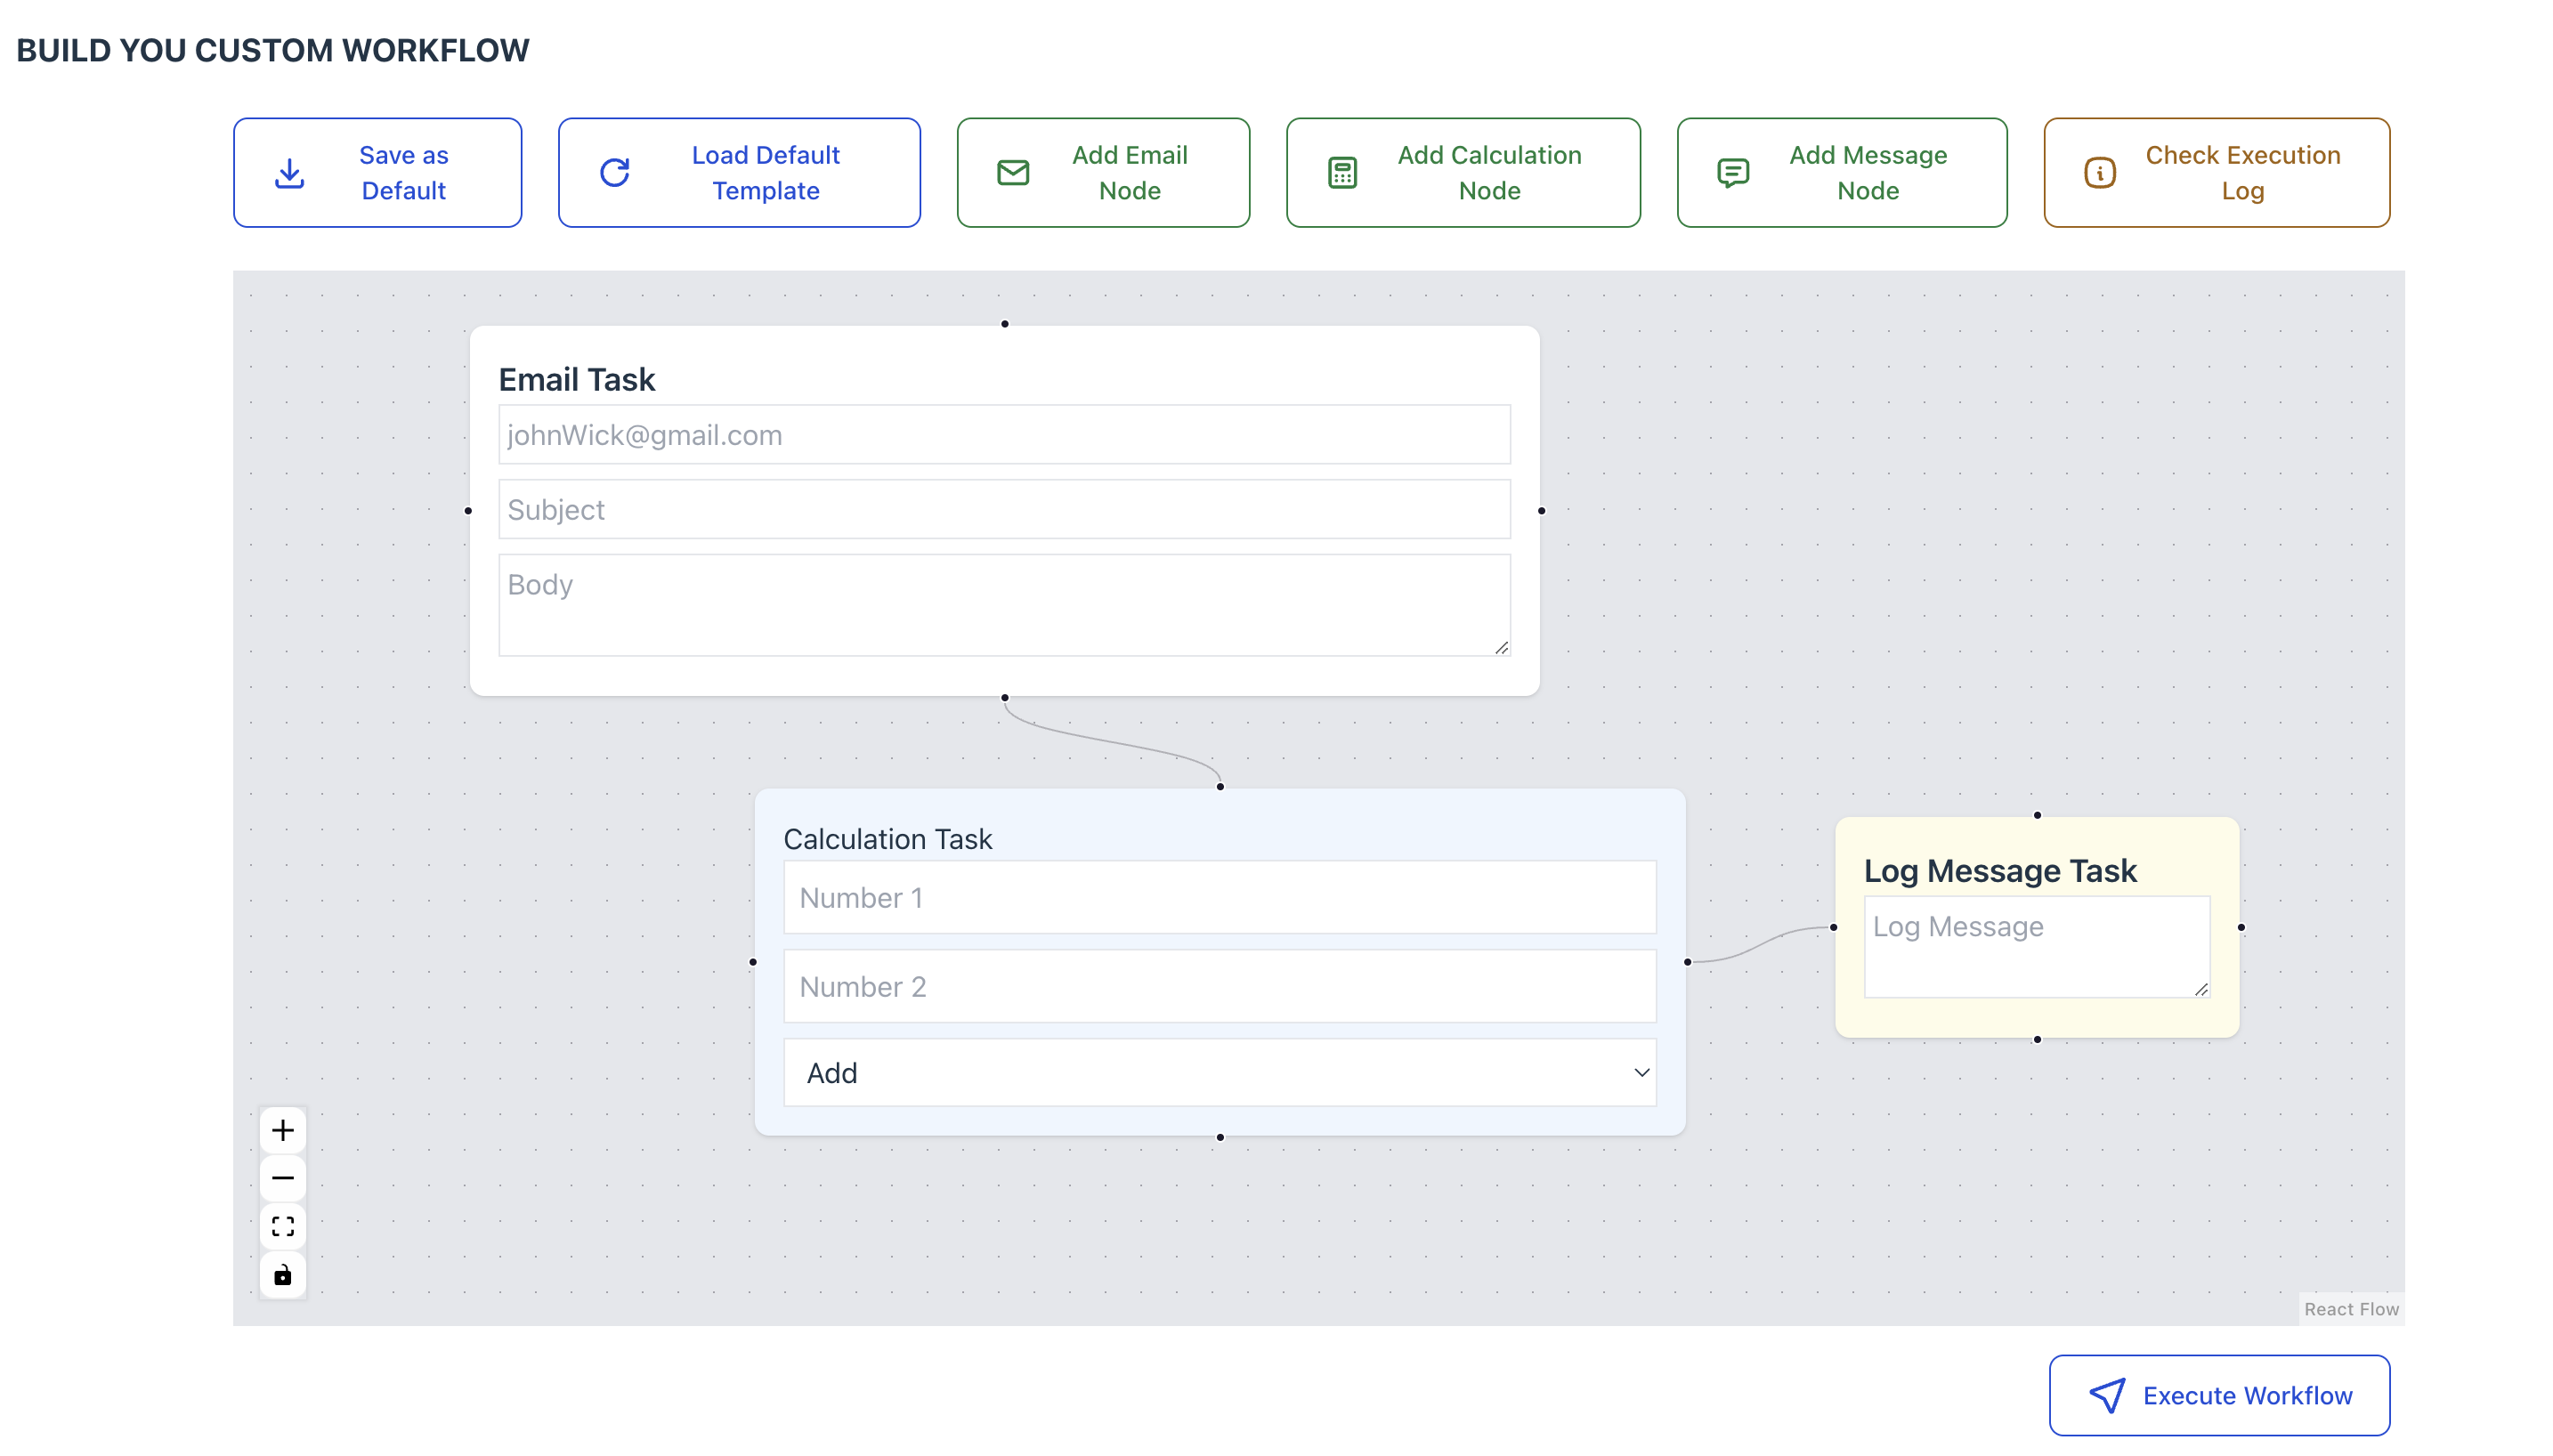 BUILD YOU CUSTOM WORKFLOW
Save as
Default
Load Default
Template
Add Email
Node
Add Calculation
Node
Add Message
Node
Check Execution
Log
Email Task
johnWick@gmail.com
Subject
Body
Calculation Task
Number 1
Number 2
Add
Log Message Task
Log Message
React Flow
Execute Workflow